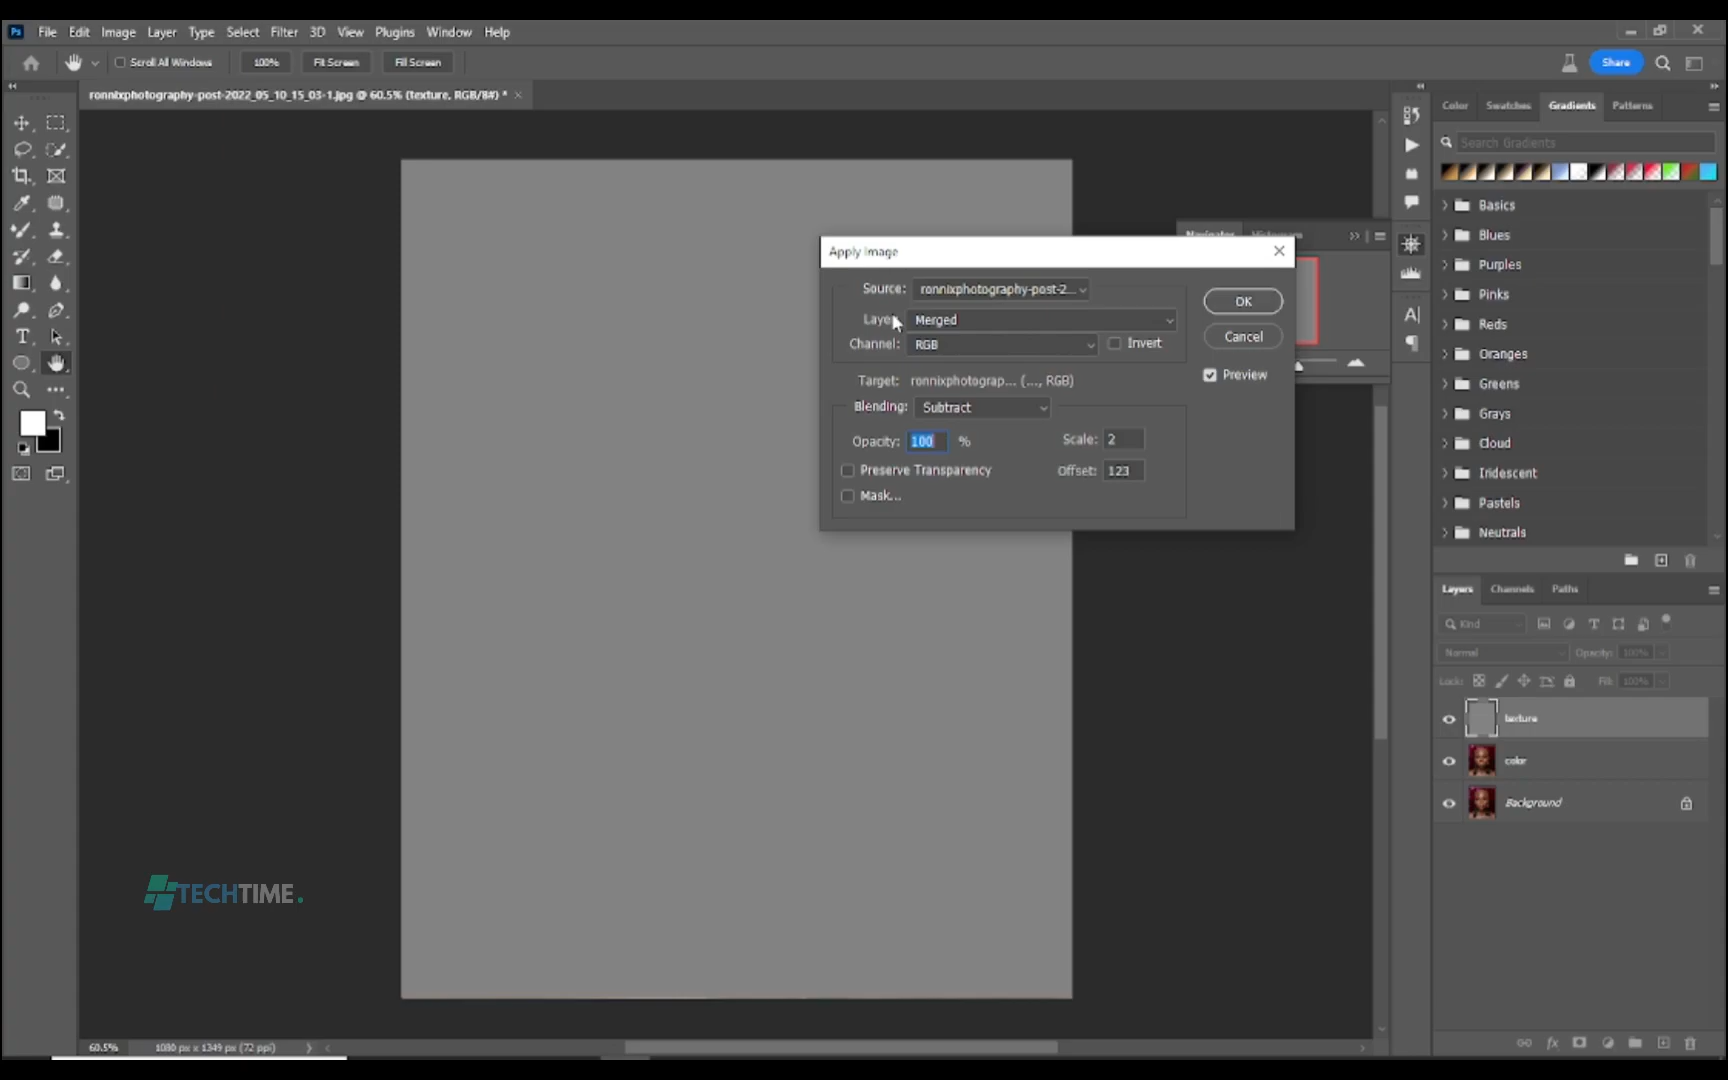 Ps File Edit Image Layer Type Select Filter 3D View Plugins Window Help
Scroll All Windows 100% Fit Screen Fill Screen Share
ronnixphotography-post-2022_05_10_15_03-1.jpg @ 60.5% (texture, RGB/8#) * ×
Color Swatches Gradients Patterns
Search Gradients
Basics
Blues
Purples
Pinks
Reds
Oranges
Greens
Grays
Cloud
Iridescent
Pastels
Neutrals
Navigator Histogram
Apply Image
Source: ronnixphotography-post-2...
OK
Layer: Merged
Cancel
Channel: RGB Invert
Preview
Target: ronnixphotograp... (..., RGB)
Blending: Subtract
Opacity: 100 %
Scale: 2
Preserve Transparency
Offset: 123
Mask...
Layers Channels Paths
Kind
Normal Opacity: 100%
Lock: Fill: 100%
texture
color
Background
TECHTIME.
60.5% 1080 px x 1349 px (72 ppi)